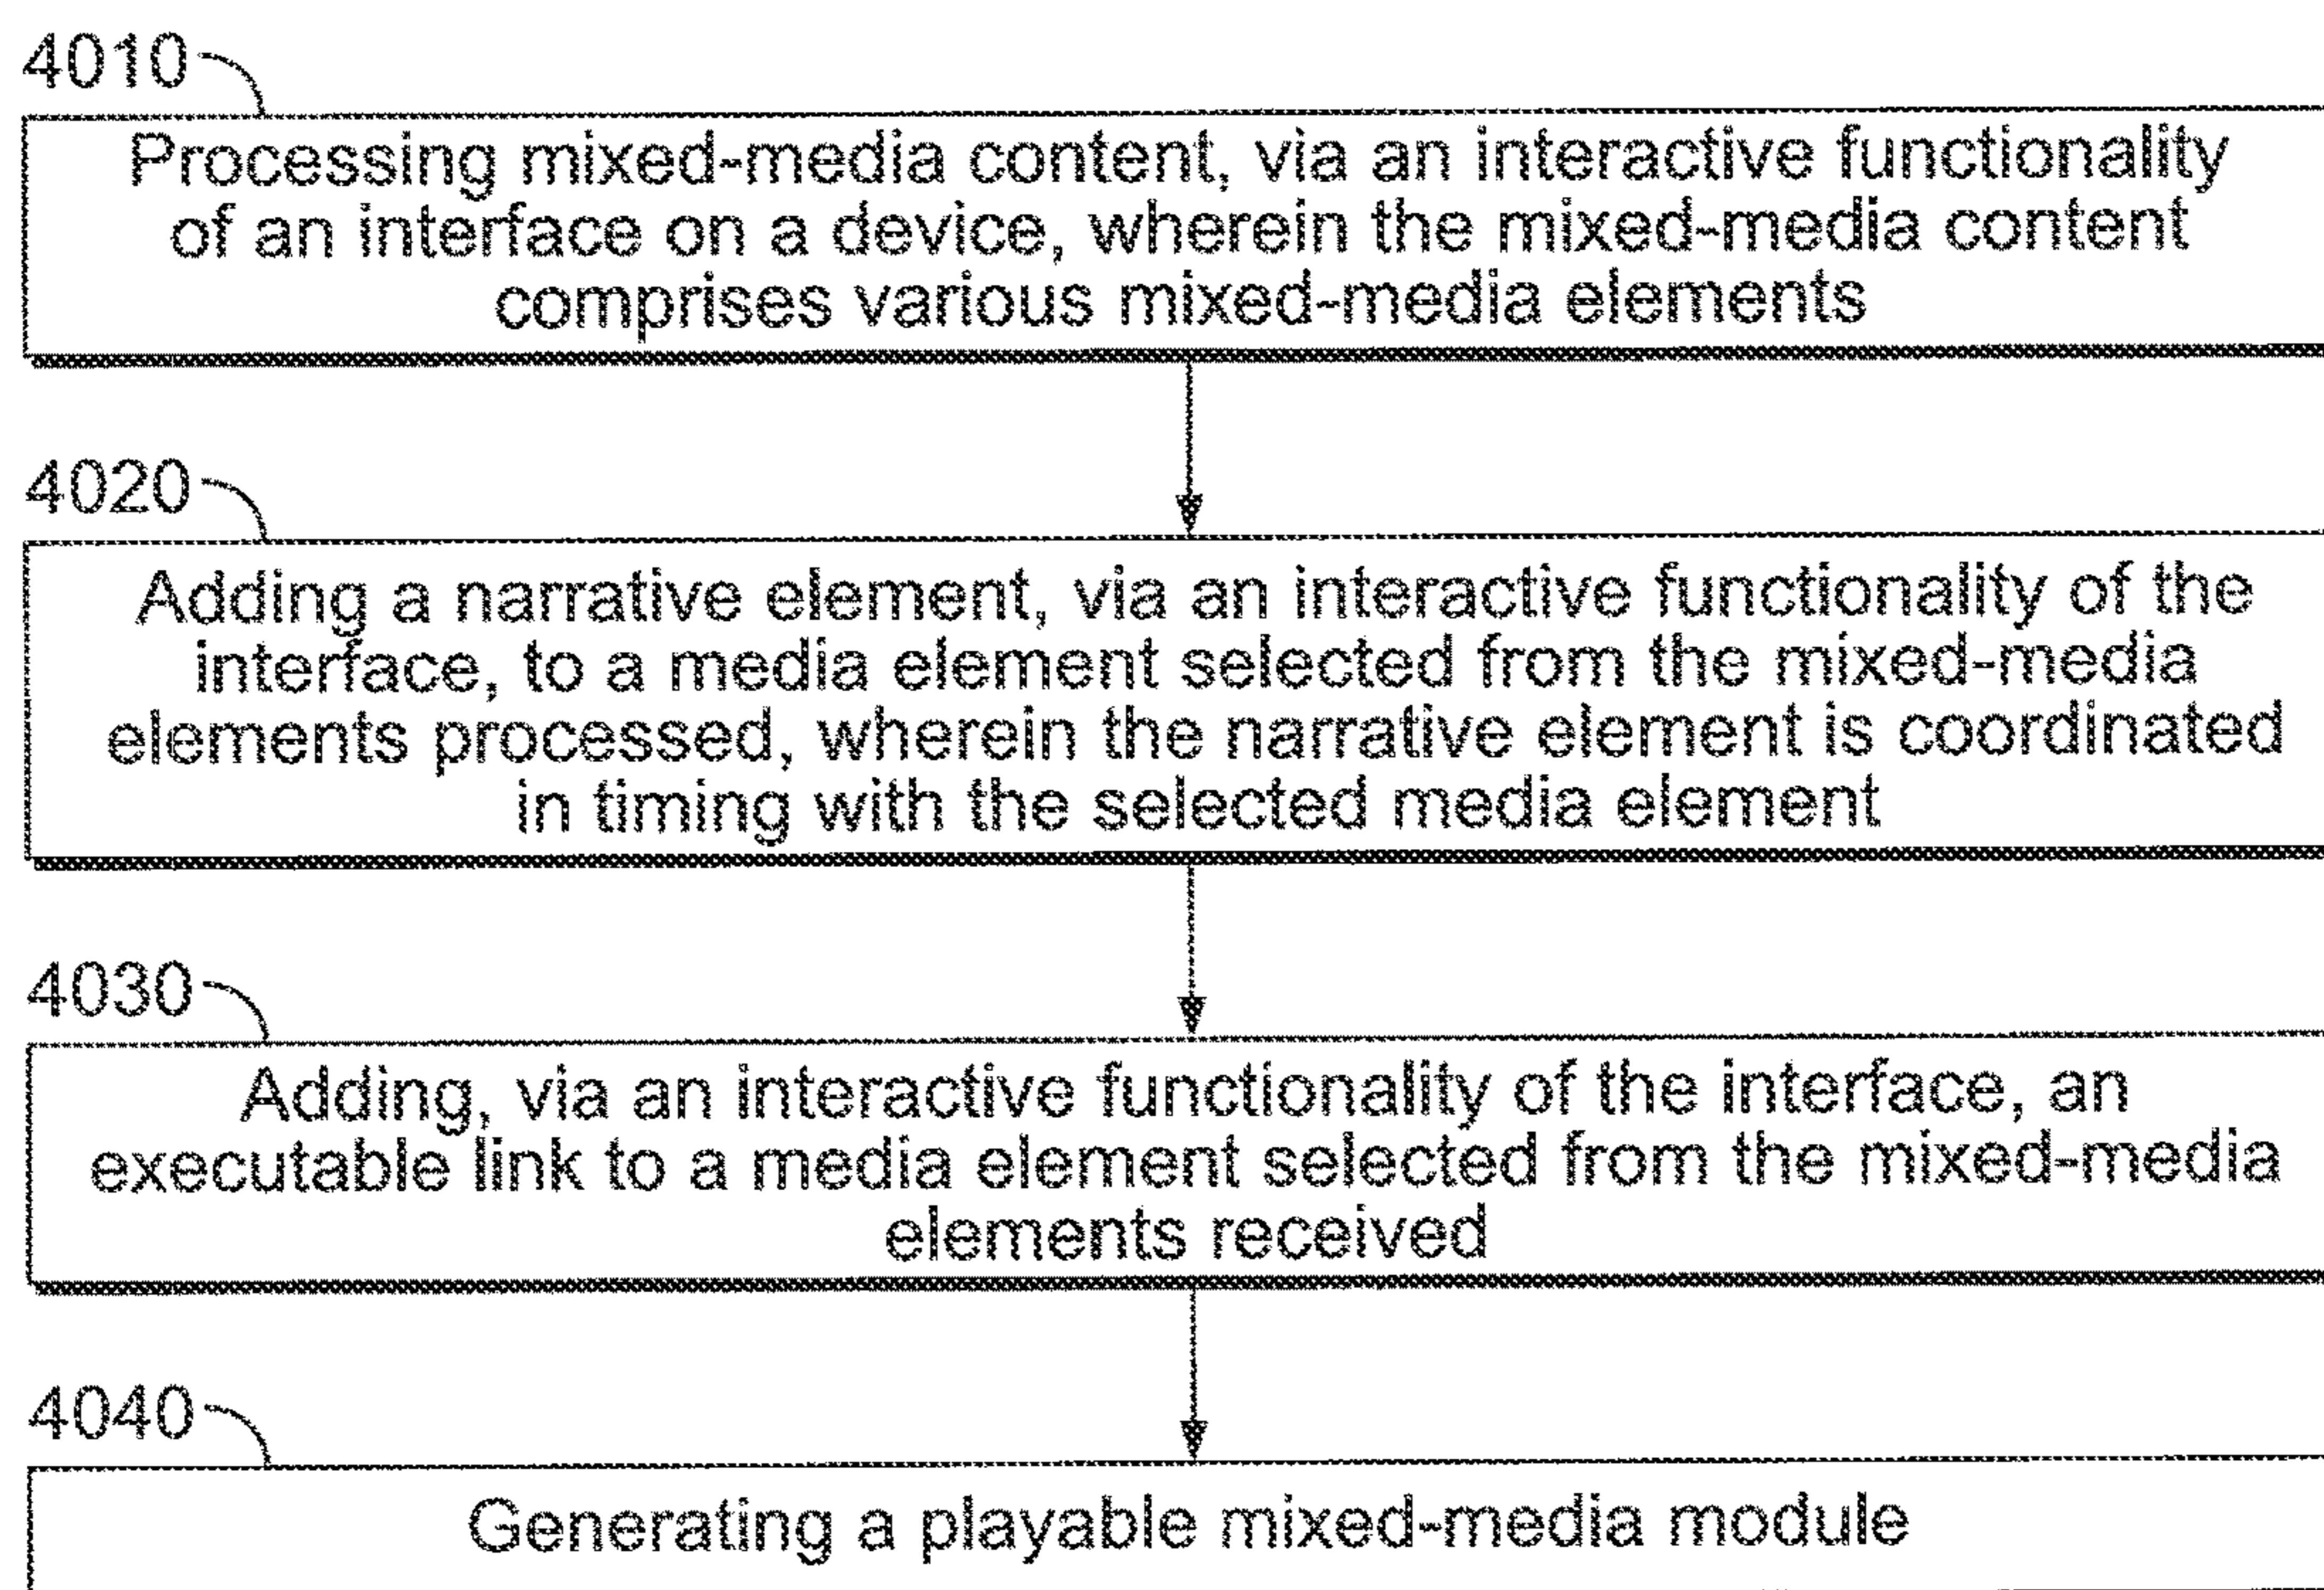 4010
Processing mixed-media content, via an interactive functionality
of an interface on a device, wherein the mixed-media content
comprises various mixed-media elements
4020
Adding a narrative element, via an interactive functionality of the
interface, to a media element selected from the mixed-media
elements processed, wherein the narrative element is coordinated
in timing with the selected media element
4030
Adding, via an interactive functionality of the interface, an
executable link to a media element selected from the mixed-media
elements received
4040
Generating a playable mixed-media module